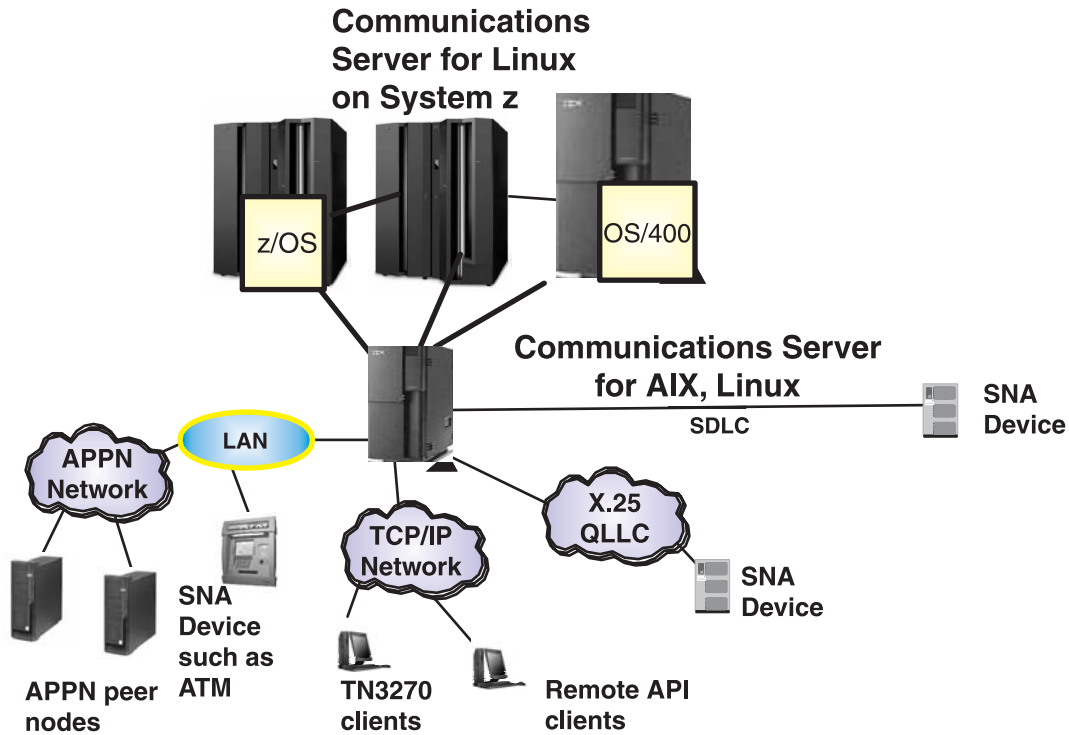 Communications
Server for Linux
on System z
z/OS
OS/400
Communications Server
for AIX, Linux
SDLC
SNA
Device
LAN
APPN
Network
X.25
QLLC
TCP/IP
Network
SNA
Device
SNA
Device
such as
ATM
APPN peer
nodes
TN3270
clients
Remote API
clients